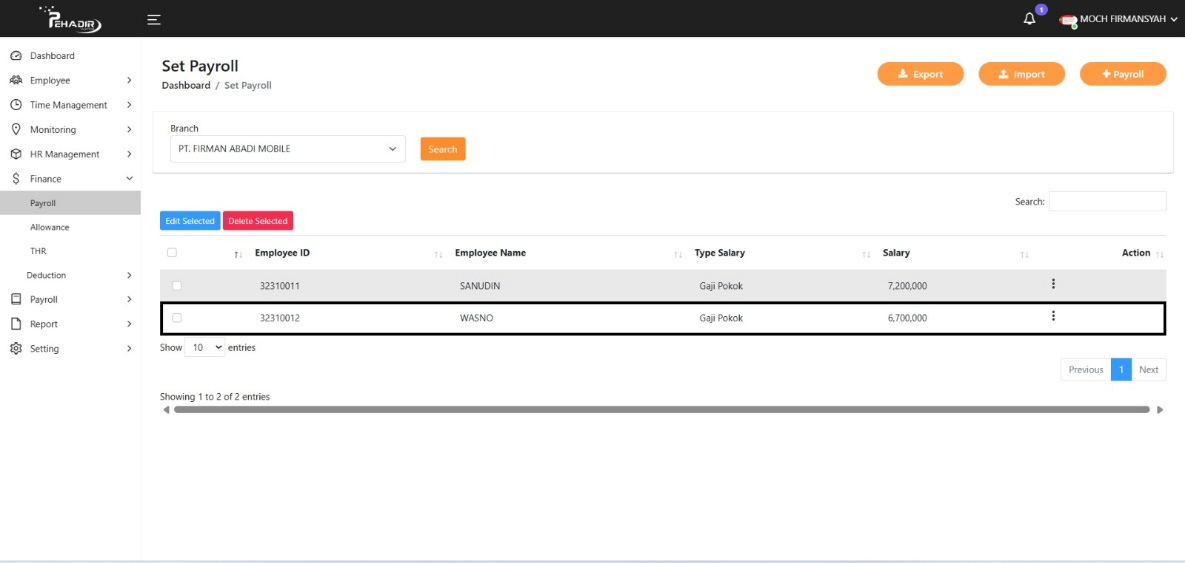 PEHADIR
1
MOCH FIRMANSYAH
Dashboard
Employee
Time Management
Monitoring
HR Management
Finance
Payroll
Allowance
THR
Deduction
Payroll
Report
Setting
Set Payroll
Dashboard / Set Payroll
Export
Import
+ Payroll
Branch
PT. FIRMAN ABADI MOBILE
Search
Search:
Edit Selected Delete Selected
Employee ID Employee Name Type Salary Salary Action
32310011 SANUDIN Gaji Pokok 7,200,000
32310012 WASNO Gaji Pokok 6,700,000
Show 10 entries
Previous 1 Next
Showing 1 to 2 of 2 entries